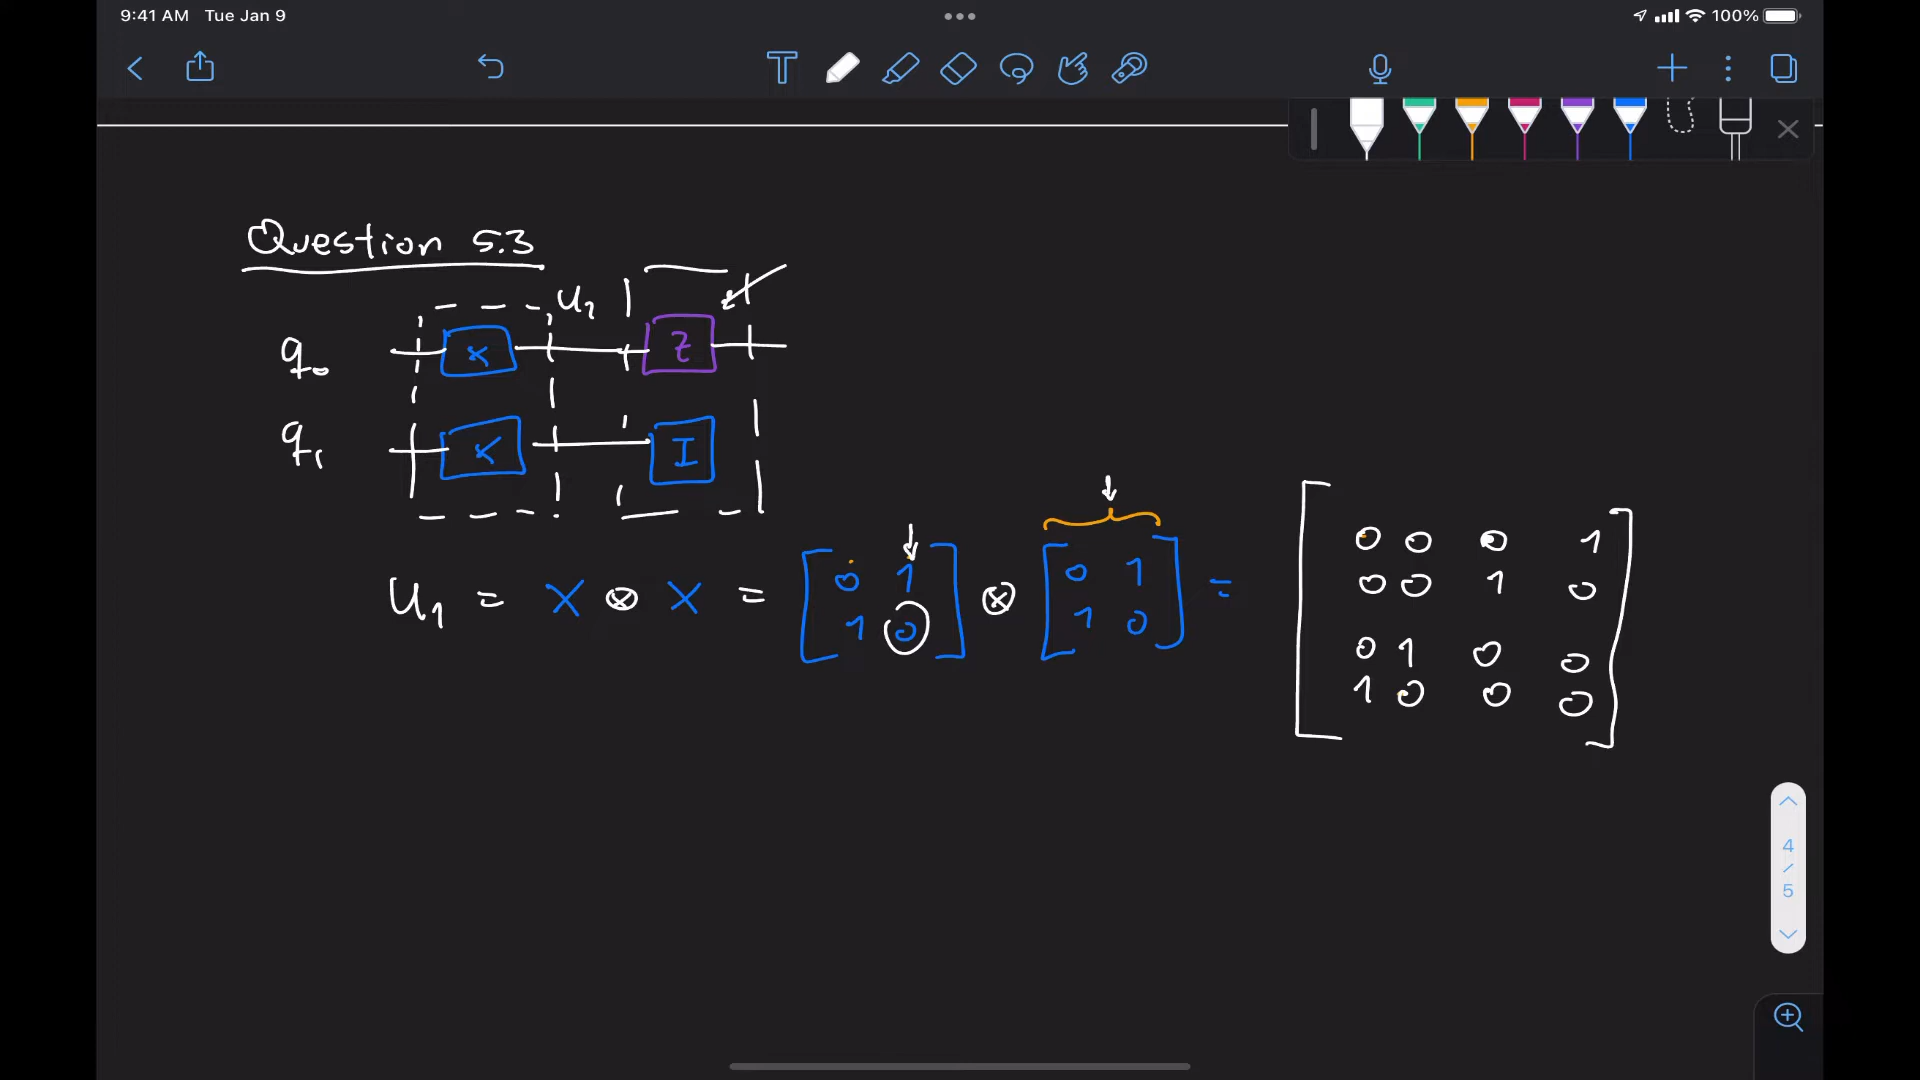 9:41 AM Tue Jan 9
100%
T
Question 5.3
U₁
q₀ X Z
q₁ X I
U₁ = X ⊗ X = [ 0 1 ; 1 0 ] ⊗ [ 0 1 ; 1 0 ] =
0 0 0 1
0 0 1 0
0 1 0 0
1 0 0 0
4
/
5